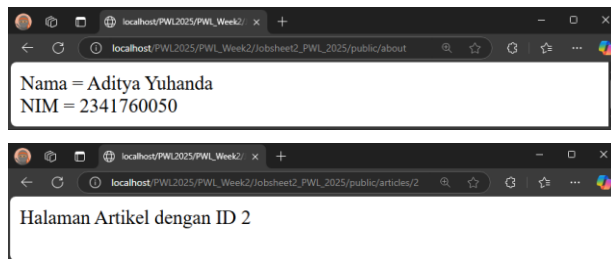 localhost/PWL2025/PWL_Week2/
localhost/PWL2025/PWL_Week2/Jobsheet2_PWL_2025/public/about
Nama = Aditya Yuhanda
NIM = 2341760050
localhost/PWL2025/PWL_Week2/
localhost/PWL2025/PWL_Week2/Jobsheet2_PWL_2025/public/articles/2
Halaman Artikel dengan ID 2